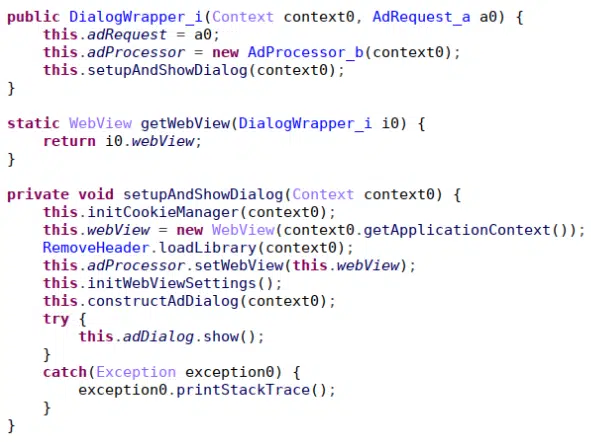 public DialogWrapper_i(Context context0, AdRequest_a a0) {
    this.adRequest = a0;
    this.adProcessor = new AdProcessor_b(context0);
    this.setupAndShowDialog(context0);
}

static WebView getWebView(DialogWrapper_i i0) {
    return i0.webView;
}

private void setupAndShowDialog(Context context0) {
    this.initCookieManager(context0);
    this.webView = new WebView(context0.getApplicationContext());
    RemoveHeader.loadLibrary(context0);
    this.adProcessor.setWebView(this.webView);
    this.initWebViewSettings();
    this.constructAdDialog(context0);
    try {
        this.adDialog.show();
    }
    catch(Exception exception0) {
        exception0.printStackTrace();
    }
}